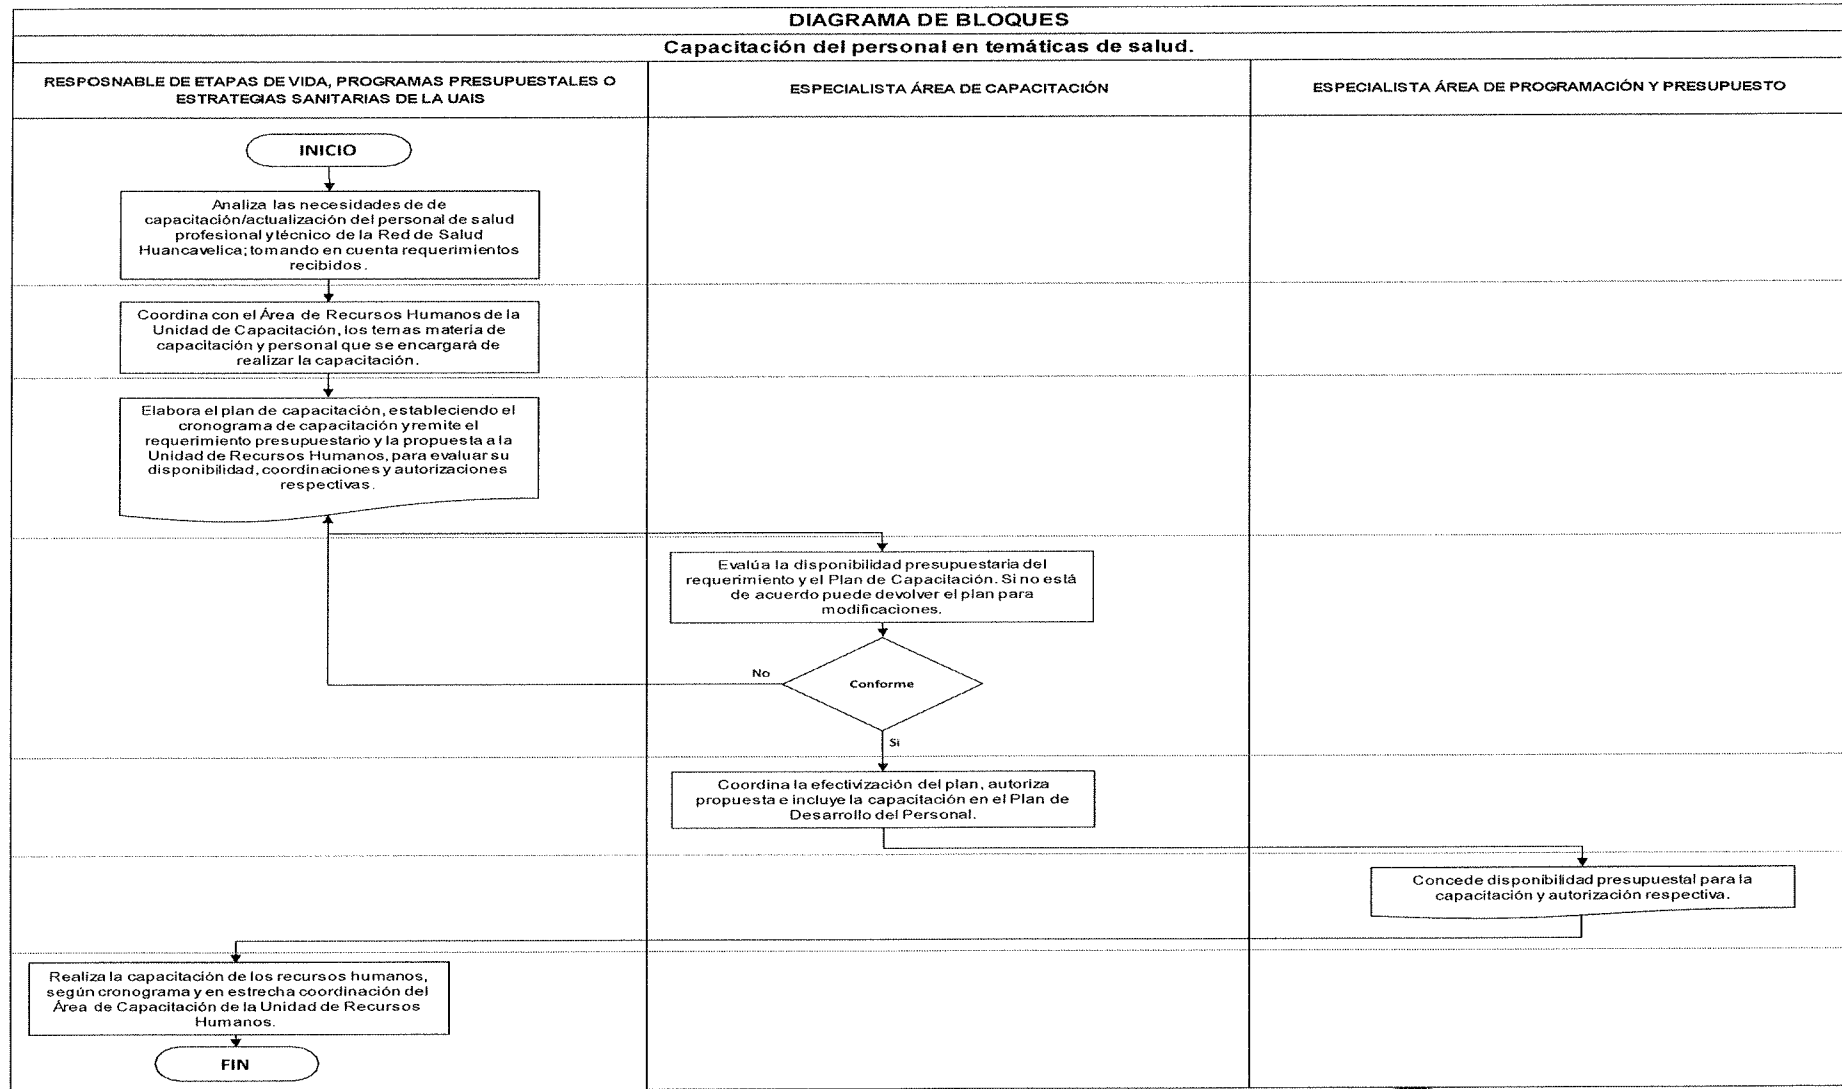 DIAGRAMA DE BLOQUES
Capacitación del personal en temáticas de salud.
RESPOSNABLE DE ETAPAS DE VIDA, PROGRAMAS PRESUPUESTALES O
ESTRATEGIAS SANITARIAS DE LA UAIS
ESPECIALISTA ÁREA DE CAPACITACIÓN
ESPECIALISTA ÁREA DE PROGRAMACIÓN Y PRESUPUESTO
INICIO
Analiza las necesidades de de
capacitación/actualización del personal de salud
profesional y técnico de la Red de Salud
Huancavelica; tomando en cuenta requerimientos
recibidos.
Coordina con el Área de Recursos Humanos de la
Unidad de Capacitación, los temas materia de
capacitación y personal que se encargará de
realizar la capacitación.
Elabora el plan de capacitación, estableciendo el
cronograma de capacitación y remite el
requerimiento presupuestario y la propuesta a la
Unidad de Recursos Humanos, para evaluar su
disponibilidad, coordinaciones y autorizaciones
respectivas.
Evalúa la disponibilidad presupuestaria del
requerimiento y el Plan de Capacitación. Si no está
de acuerdo puede devolver el plan para
modificaciones.
No
Conforme
Si
Coordina la efectivización del plan, autoriza
propuesta e incluye la capacitación en el Plan de
Desarrollo del Personal.
Concede disponibilidad presupuestal para la
capacitación y autorización respectiva.
Realiza la capacitación de los recursos humanos,
según cronograma y en estrecha coordinación del
Área de Capacitación de la Unidad de Recursos
Humanos.
FIN